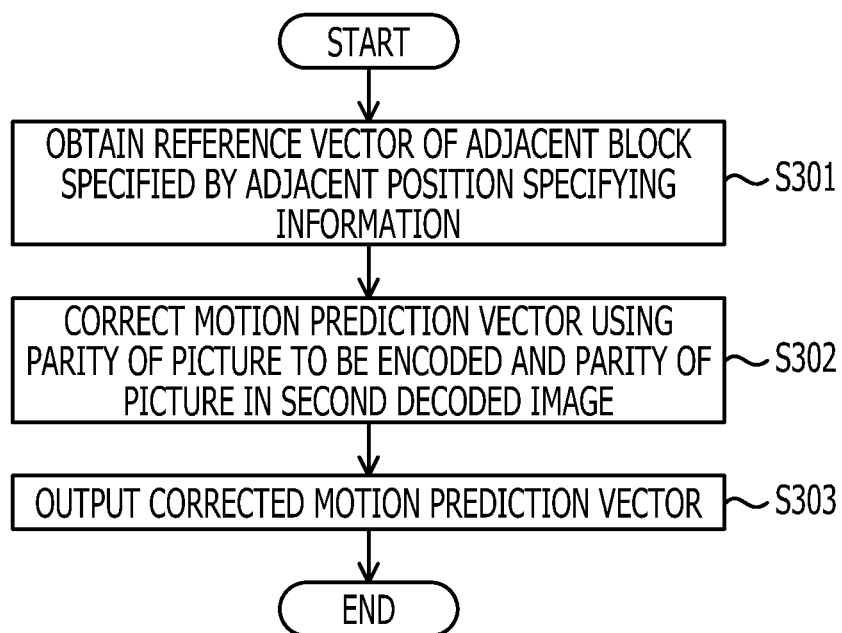 START
OBTAIN REFERENCE VECTOR OF ADJACENT BLOCK
SPECIFIED BY ADJACENT POSITION SPECIFYING
INFORMATION
S301
CORRECT MOTION PREDICTION VECTOR USING
PARITY OF PICTURE TO BE ENCODED AND PARITY OF
PICTURE IN SECOND DECODED IMAGE
S302
OUTPUT CORRECTED MOTION PREDICTION VECTOR
S303
END